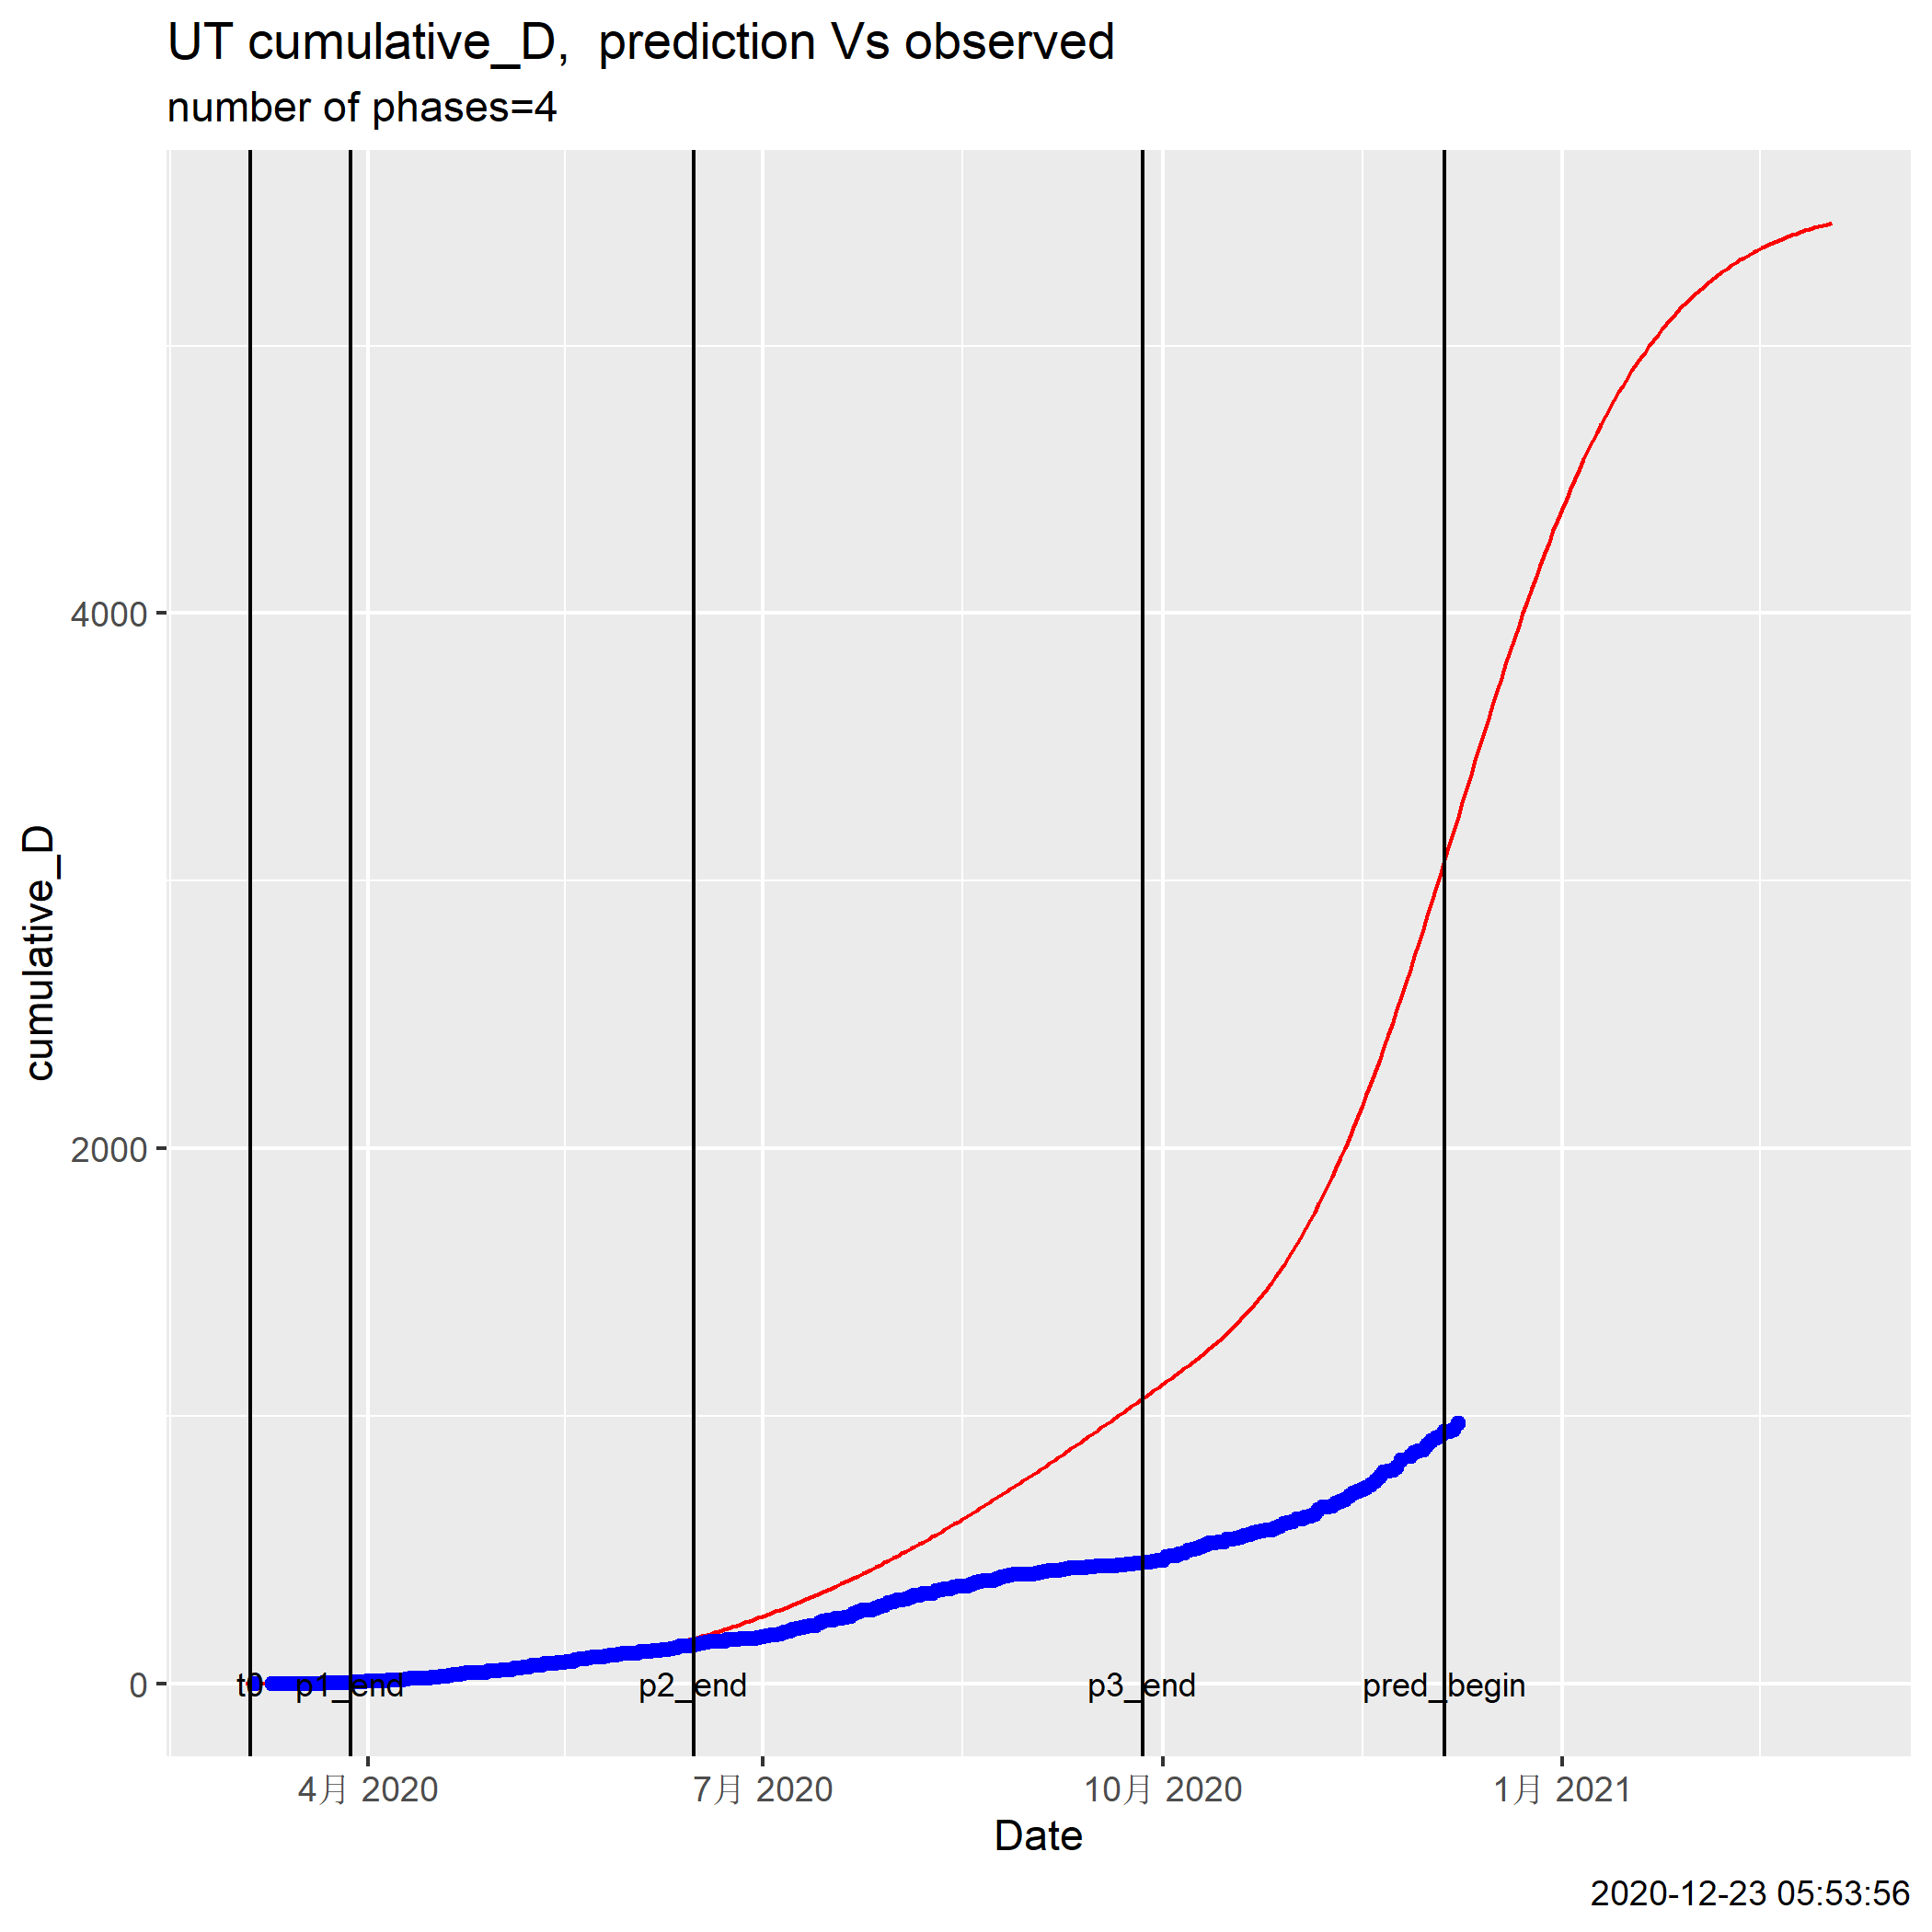 UT cumulative_D,  prediction Vs observed
number of phases=4
cumulative_D
4000
2000
0
t0
p1_end
p2_end
p3_end
pred_begin
4月 2020
7月 2020
10月 2020
1月 2021
Date
2020-12-23 05:53:56